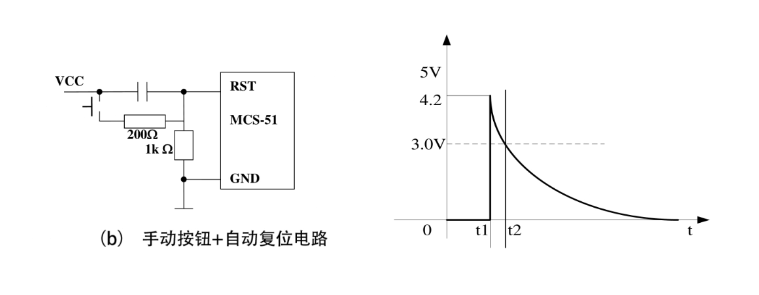 VCC
RST
MCS-51
200Ω
1k Ω
GND
(b) 手动按钮+自动复位电路
5V
4.2
3.0V
0
t1
t2
t